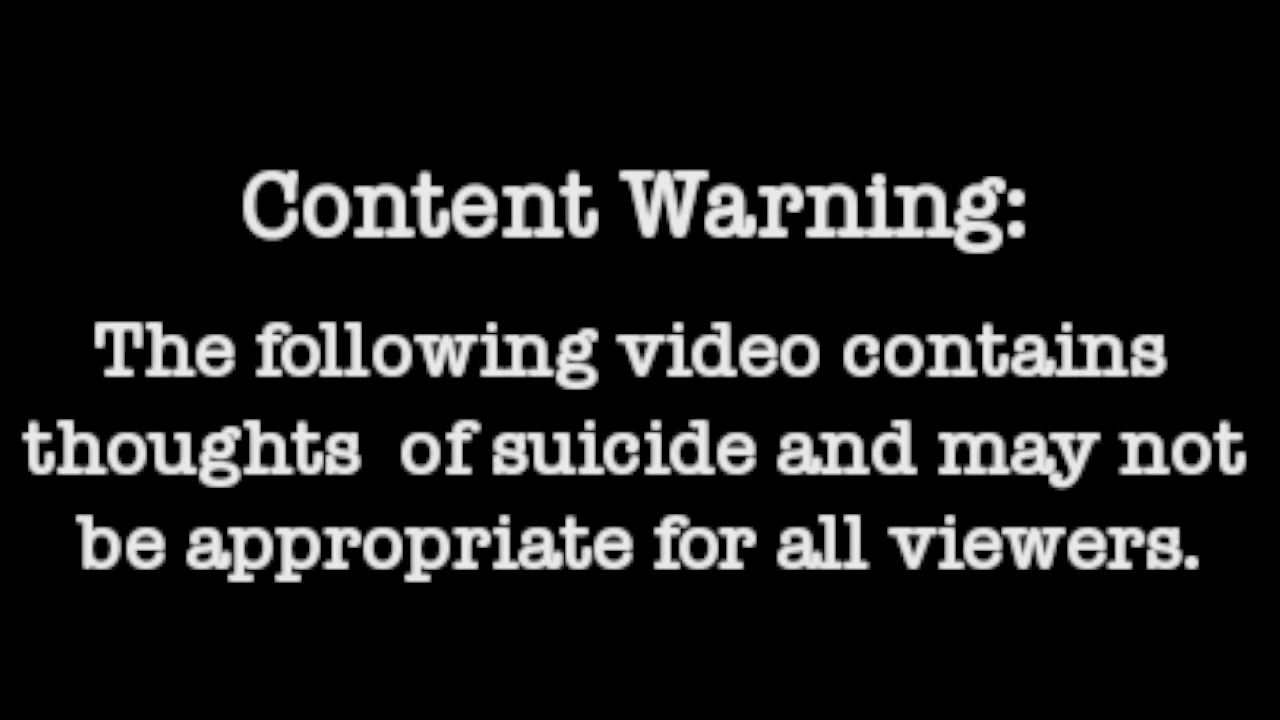 Content Warning:
The following video contains
thoughts  of suicide and may not
be appropriate for all viewers.